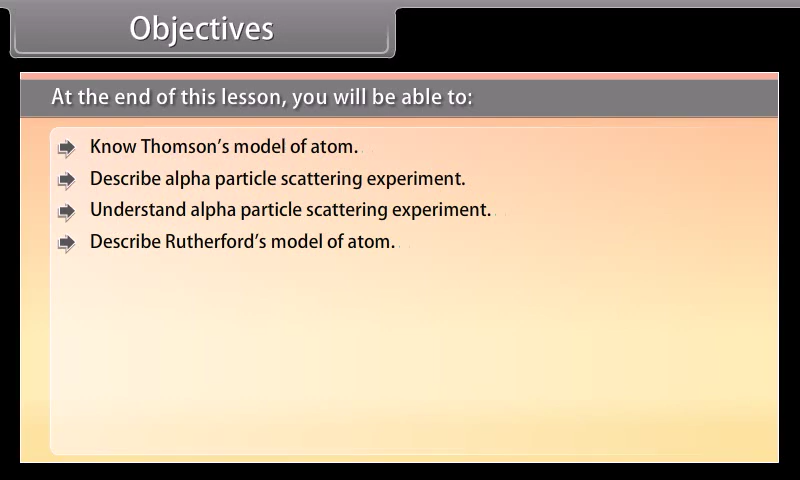 Objectives
At the end of this lesson, you will be able to:
Know Thomson's model of atom.
Describe alpha particle scattering experiment.
Understand alpha particle scattering experiment.
Describe Rutherford's model of atom.